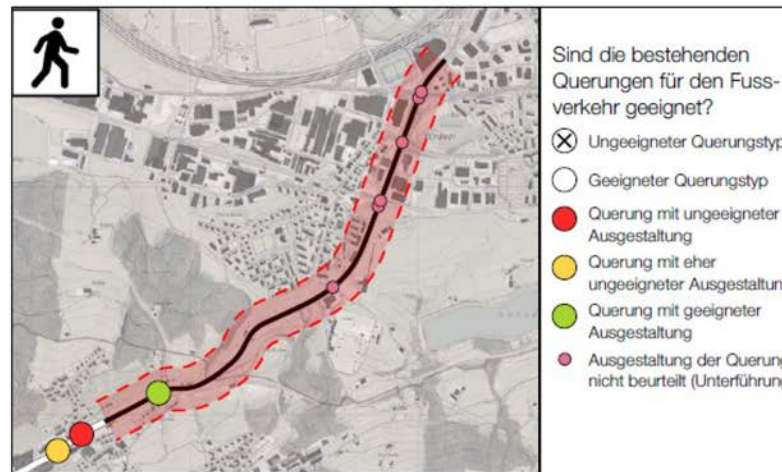 Sind die bestehenden
Querungen für den Fuss-
verkehr geeignet?
Ungeeigneter Querungstyp
Geeigneter Querungstyp
Querung mit ungeeigneter
Ausgestaltung
Querung mit eher
ungeeigneter Ausgestaltun
Querung mit geeigneter
Ausgestaltung
Ausgestaltung der Querung
nicht beurteilt (Unterführung